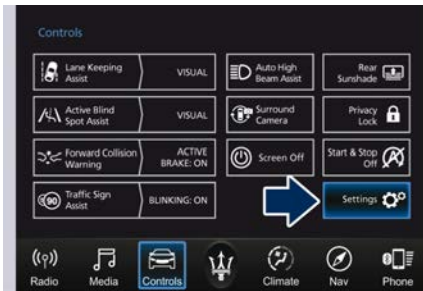 Controls
Lane Keeping
Assist
VISUAL
Auto High
Beam Assist
Rear
Sunshade
Active Blind
Spot Assist
VISUAL
Surround
Camera
Privacy
Lock
Forward Collision
Warning
ACTIVE
BRAKE: ON
Screen Off
Start & Stop
Off
90
Traffic Sign
Assist
BLINKING: ON
Settings
Radio
Media
Controls
Climate
Nav
Phone